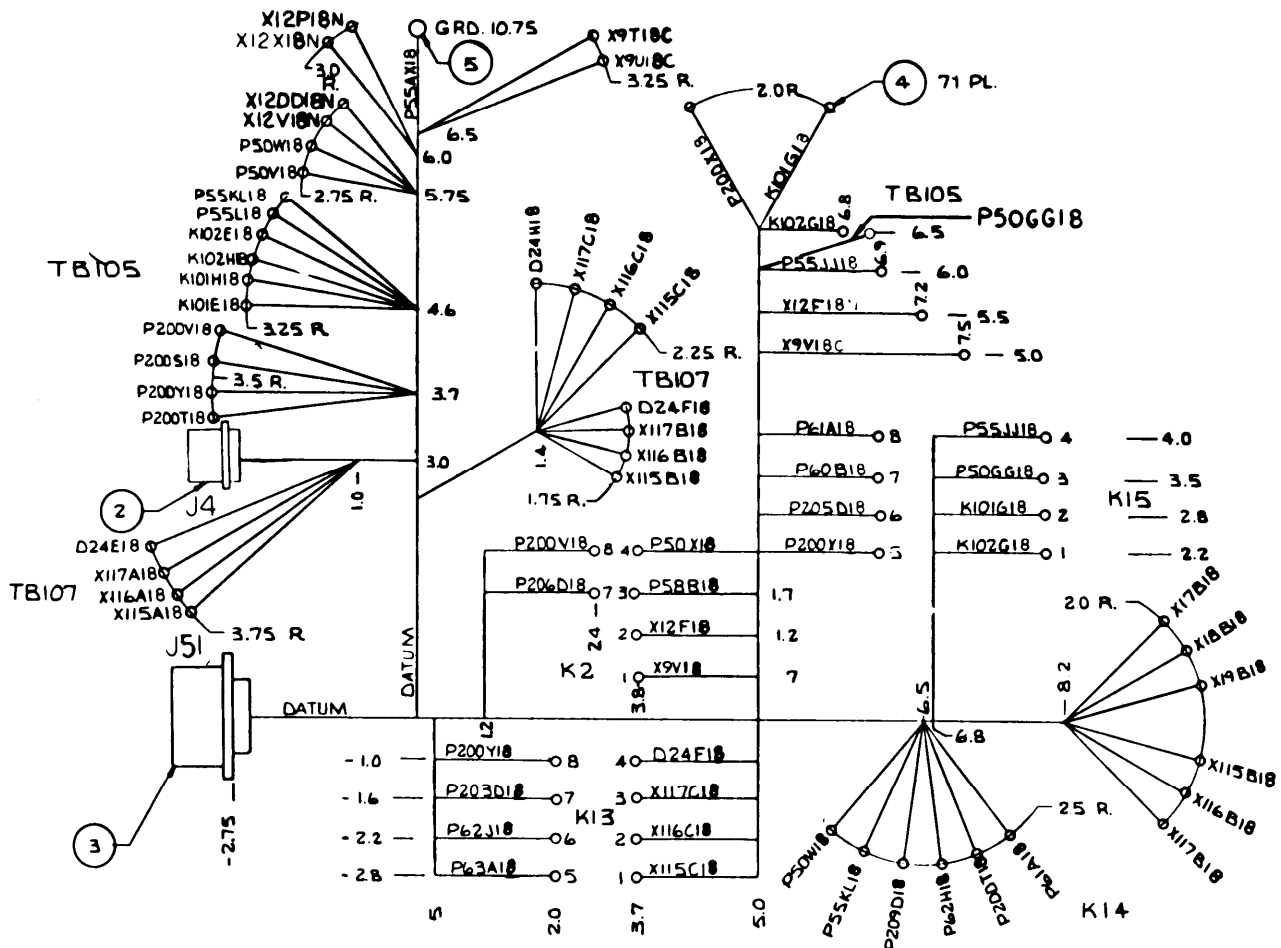 X12P18N
X12X18N
3.0 R.
GRD. 10.75
5
P55AX18
X9T18C
X9U18C
3.25 R.
6.5
6.0
X12DD18N
X12V18N
P50W18
P50V18
2.75 R.
5.75
P55KL18
P55L18
K102E18
K102H18
K101H18
K101E18
3.25 R.
TB105
4.6
P200V18
P200S18
P200Y18
P200T18
3.5 R.
3.7
2.0R
4
71 PL.
P200X18
K101G18
K102G18
6.8
TB105
P50GG18
6.5
6.9
P55JJ18
6.0
7.2
X12F18
5.5
7.5
X9V18C
5.0
D24H18
X117C18
X116C18
X115C18
2.25 R.
TB107
D24F18
X117B18
X116B18
X115B18
1.4
1.75 R.
J4
2
3.0
1.0
D24E18
X117A18
X116A18
X115A18
3.75 R
TB107
P61A18 8
P60B18 7
P205D18 6
P200X18 5
P55JJ18 4 4.0
P50GG18 3 3.5
K15
K101G18 2 2.8
K102G18 1 2.2
P200V18 8 4 P50X18
P206D18 7 3 P58B18 1.7
24
2 X12F18 1.2
K2
1 X9V18 7
3.8
J51
3
DATUM
DATUM
-2.75
1.2
6.5
6.8
8.2
20 R.
X17B18
X18B18
X19B18
X115B18
X116B18
X117B18
-1.0 P200Y18 8 4 D24F18
-1.6 P203D18 7 3 X117C18
K13
-2.2 P62J18 6 2 X116C18
-2.8 P63A18 5 1 X115C18
5
2.0
3.7
5.0
P50W18
P55KL18
P209D18
P62H18
P200T18
P61A18
25 R.
K14